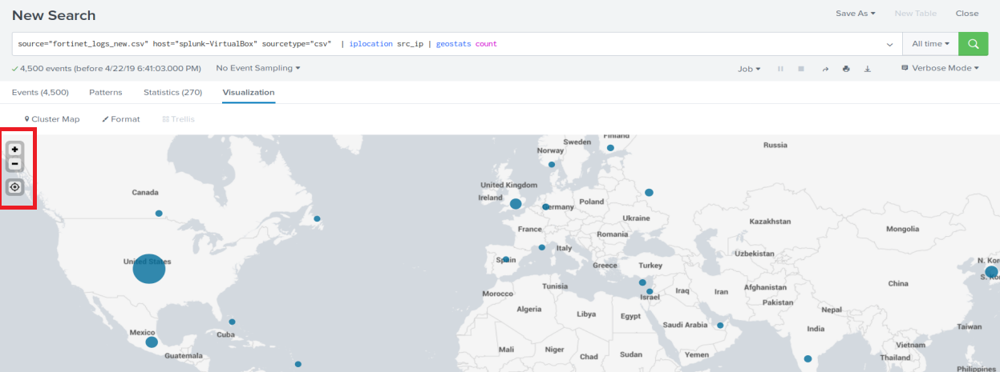 New Search
Save As ▾ New Table Close
source="fortinet_logs_new.csv" host="splunk-VirtualBox" sourcetype="csv" | iplocation src_ip | geostats count
All time ▾
✓ 4,500 events (before 4/22/19 6:41:03.000 PM) No Event Sampling ▾
Job ▾ Verbose Mode ▾
Events (4,500) Patterns Statistics (270) Visualization
Cluster Map Format Trellis
+
−
Finland
Sweden
Norway
Russia
United Kingdom
Canada
Ireland
Poland
Germany
Ukraine
Kazakhstan
France
Mongolia
Romania
Italy
Uzbekistan
United States
Spain
N. Ko
Greece
Turkey
S. Kor
China
Tunisia
Afghanistan
Morocco
Iraq
Iran
Israel
Pakistan
Algeria
Nepal
Libya
Egypt
Saudi Arabia
Taiwan
India
Mexico
Cuba
Vietnam
Mali
Niger
Guatemala
Chad
Sudan
Yemen
Thailand
Philippines